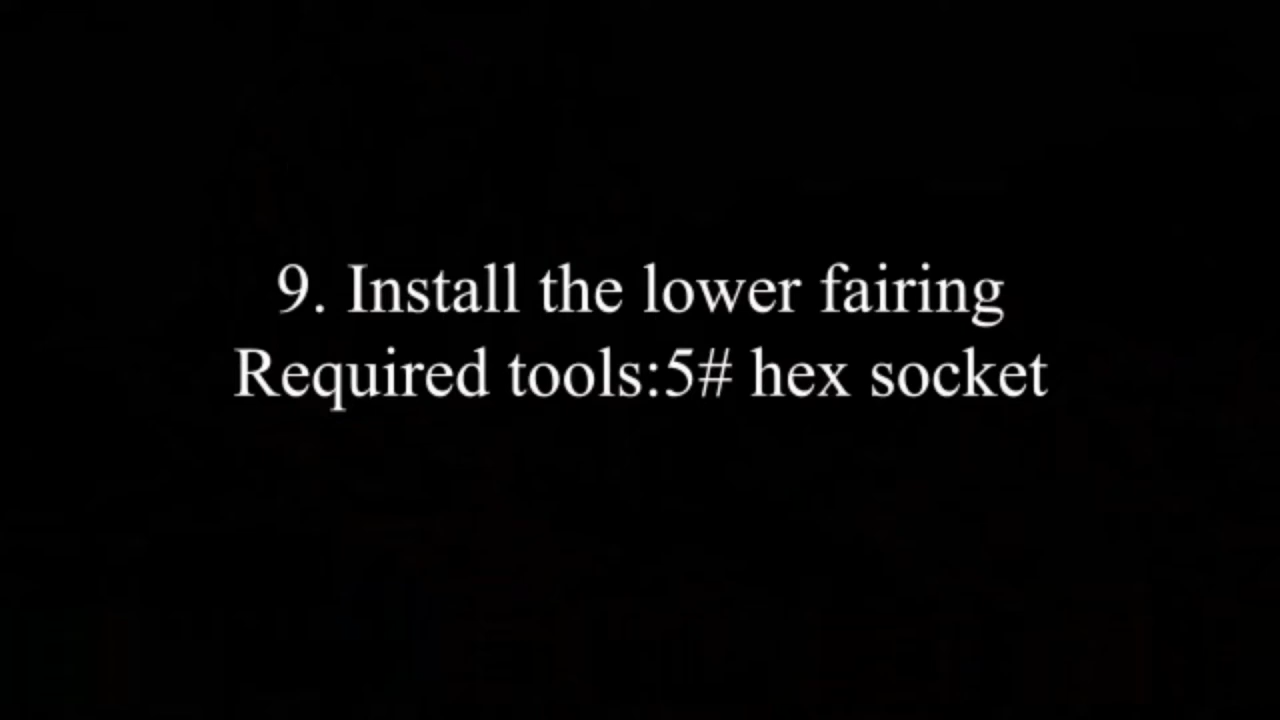 9. Install the lower fairing
Required tools:5# hex socket